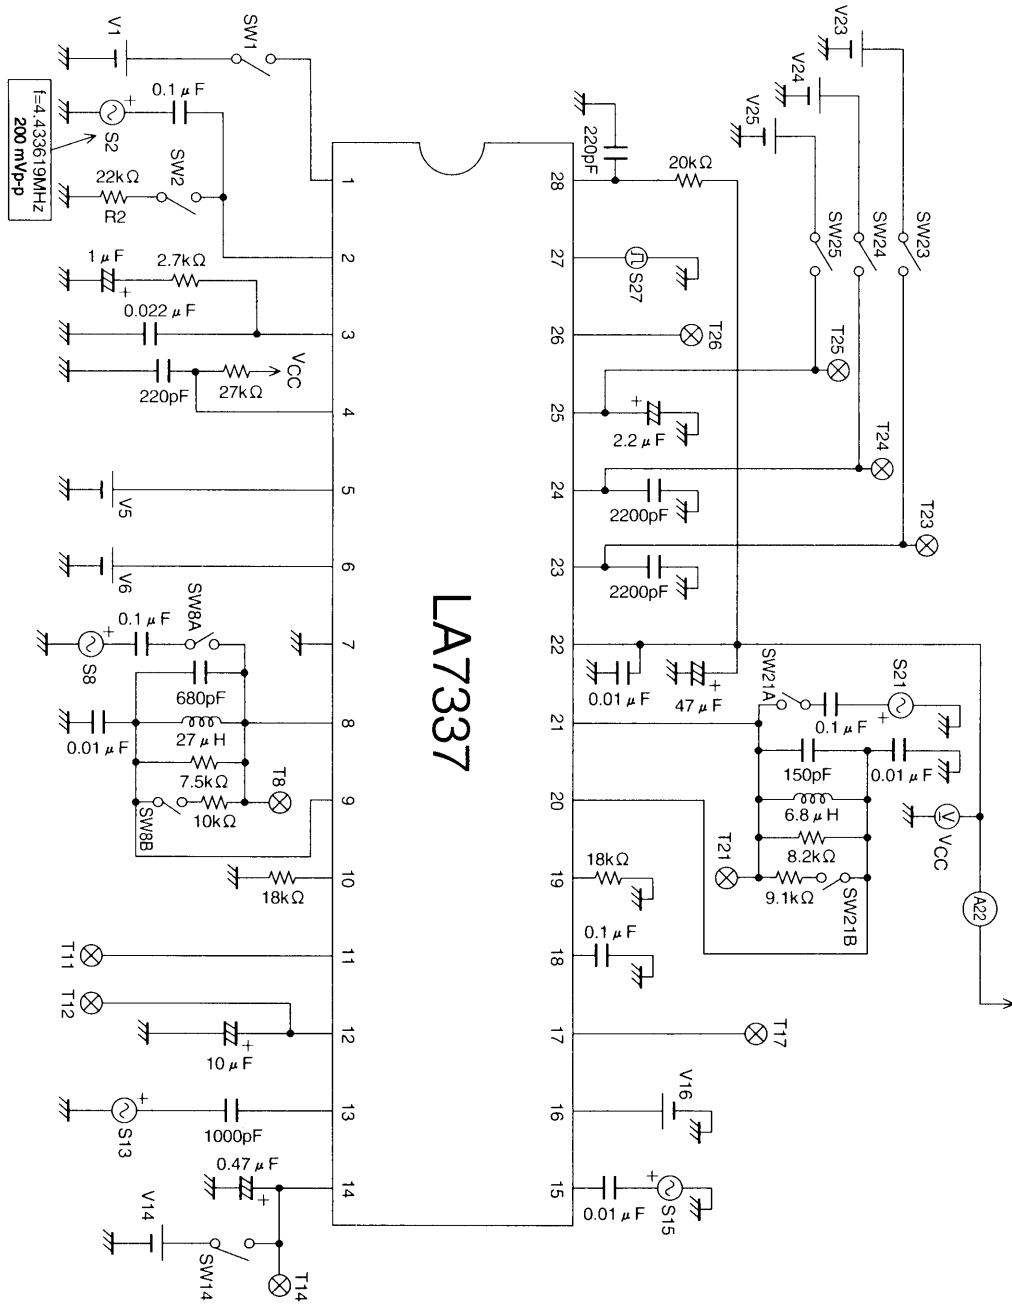 V1
SW1
0.1 μF
S2
f=4.433619MHz
200 mVp-p
22kΩ
R2
SW2
1 μF
2.7kΩ
0.022 μF
220pF
27kΩ
VCC
V5
V6
0.1 μF
SW8A
S8
680pF
0.01 μF
27 μH
7.5kΩ
10kΩ
SW8B
T8
18kΩ
T11
T12
10 μF
S13
1000pF
0.47 μF
V14
SW14
T14
1
2
3
4
5
6
7
8
9
10
11
12
13
14
LA7337
28
27
26
25
24
23
22
21
20
19
18
17
16
15
V23
V24
V25
220pF
20kΩ
SW25
SW24
SW23
S27
T26
T25
2.2 μF
T24
2200pF
T23
2200pF
0.01 μF
47 μF
SW21A
S21
0.1 μF
150pF
0.01 μF
6.8 μH
8.2kΩ
9.1kΩ
SW21B
T21
V
VCC
A22
18kΩ
0.1 μF
T17
V16
0.01 μF
S15